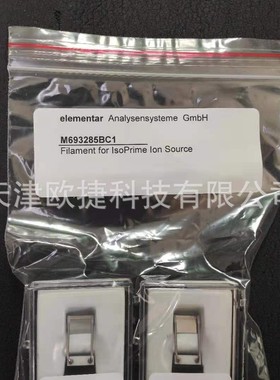 elementar Analysensysteme GmbH
M693285BC1
Filament for IsoPrime Ion Source
天津欧捷科技有限公司